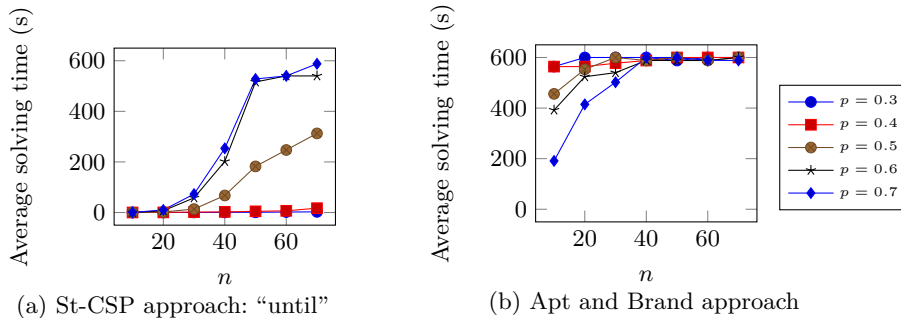 Average solving time (s)
600
400
200
0
20
40
60
n
(a) St-CSP approach: “until”
Average solving time (s)
600
400
200
0
20
40
60
n
(b) Apt and Brand approach
p = 0.3
p = 0.4
p = 0.5
p = 0.6
p = 0.7